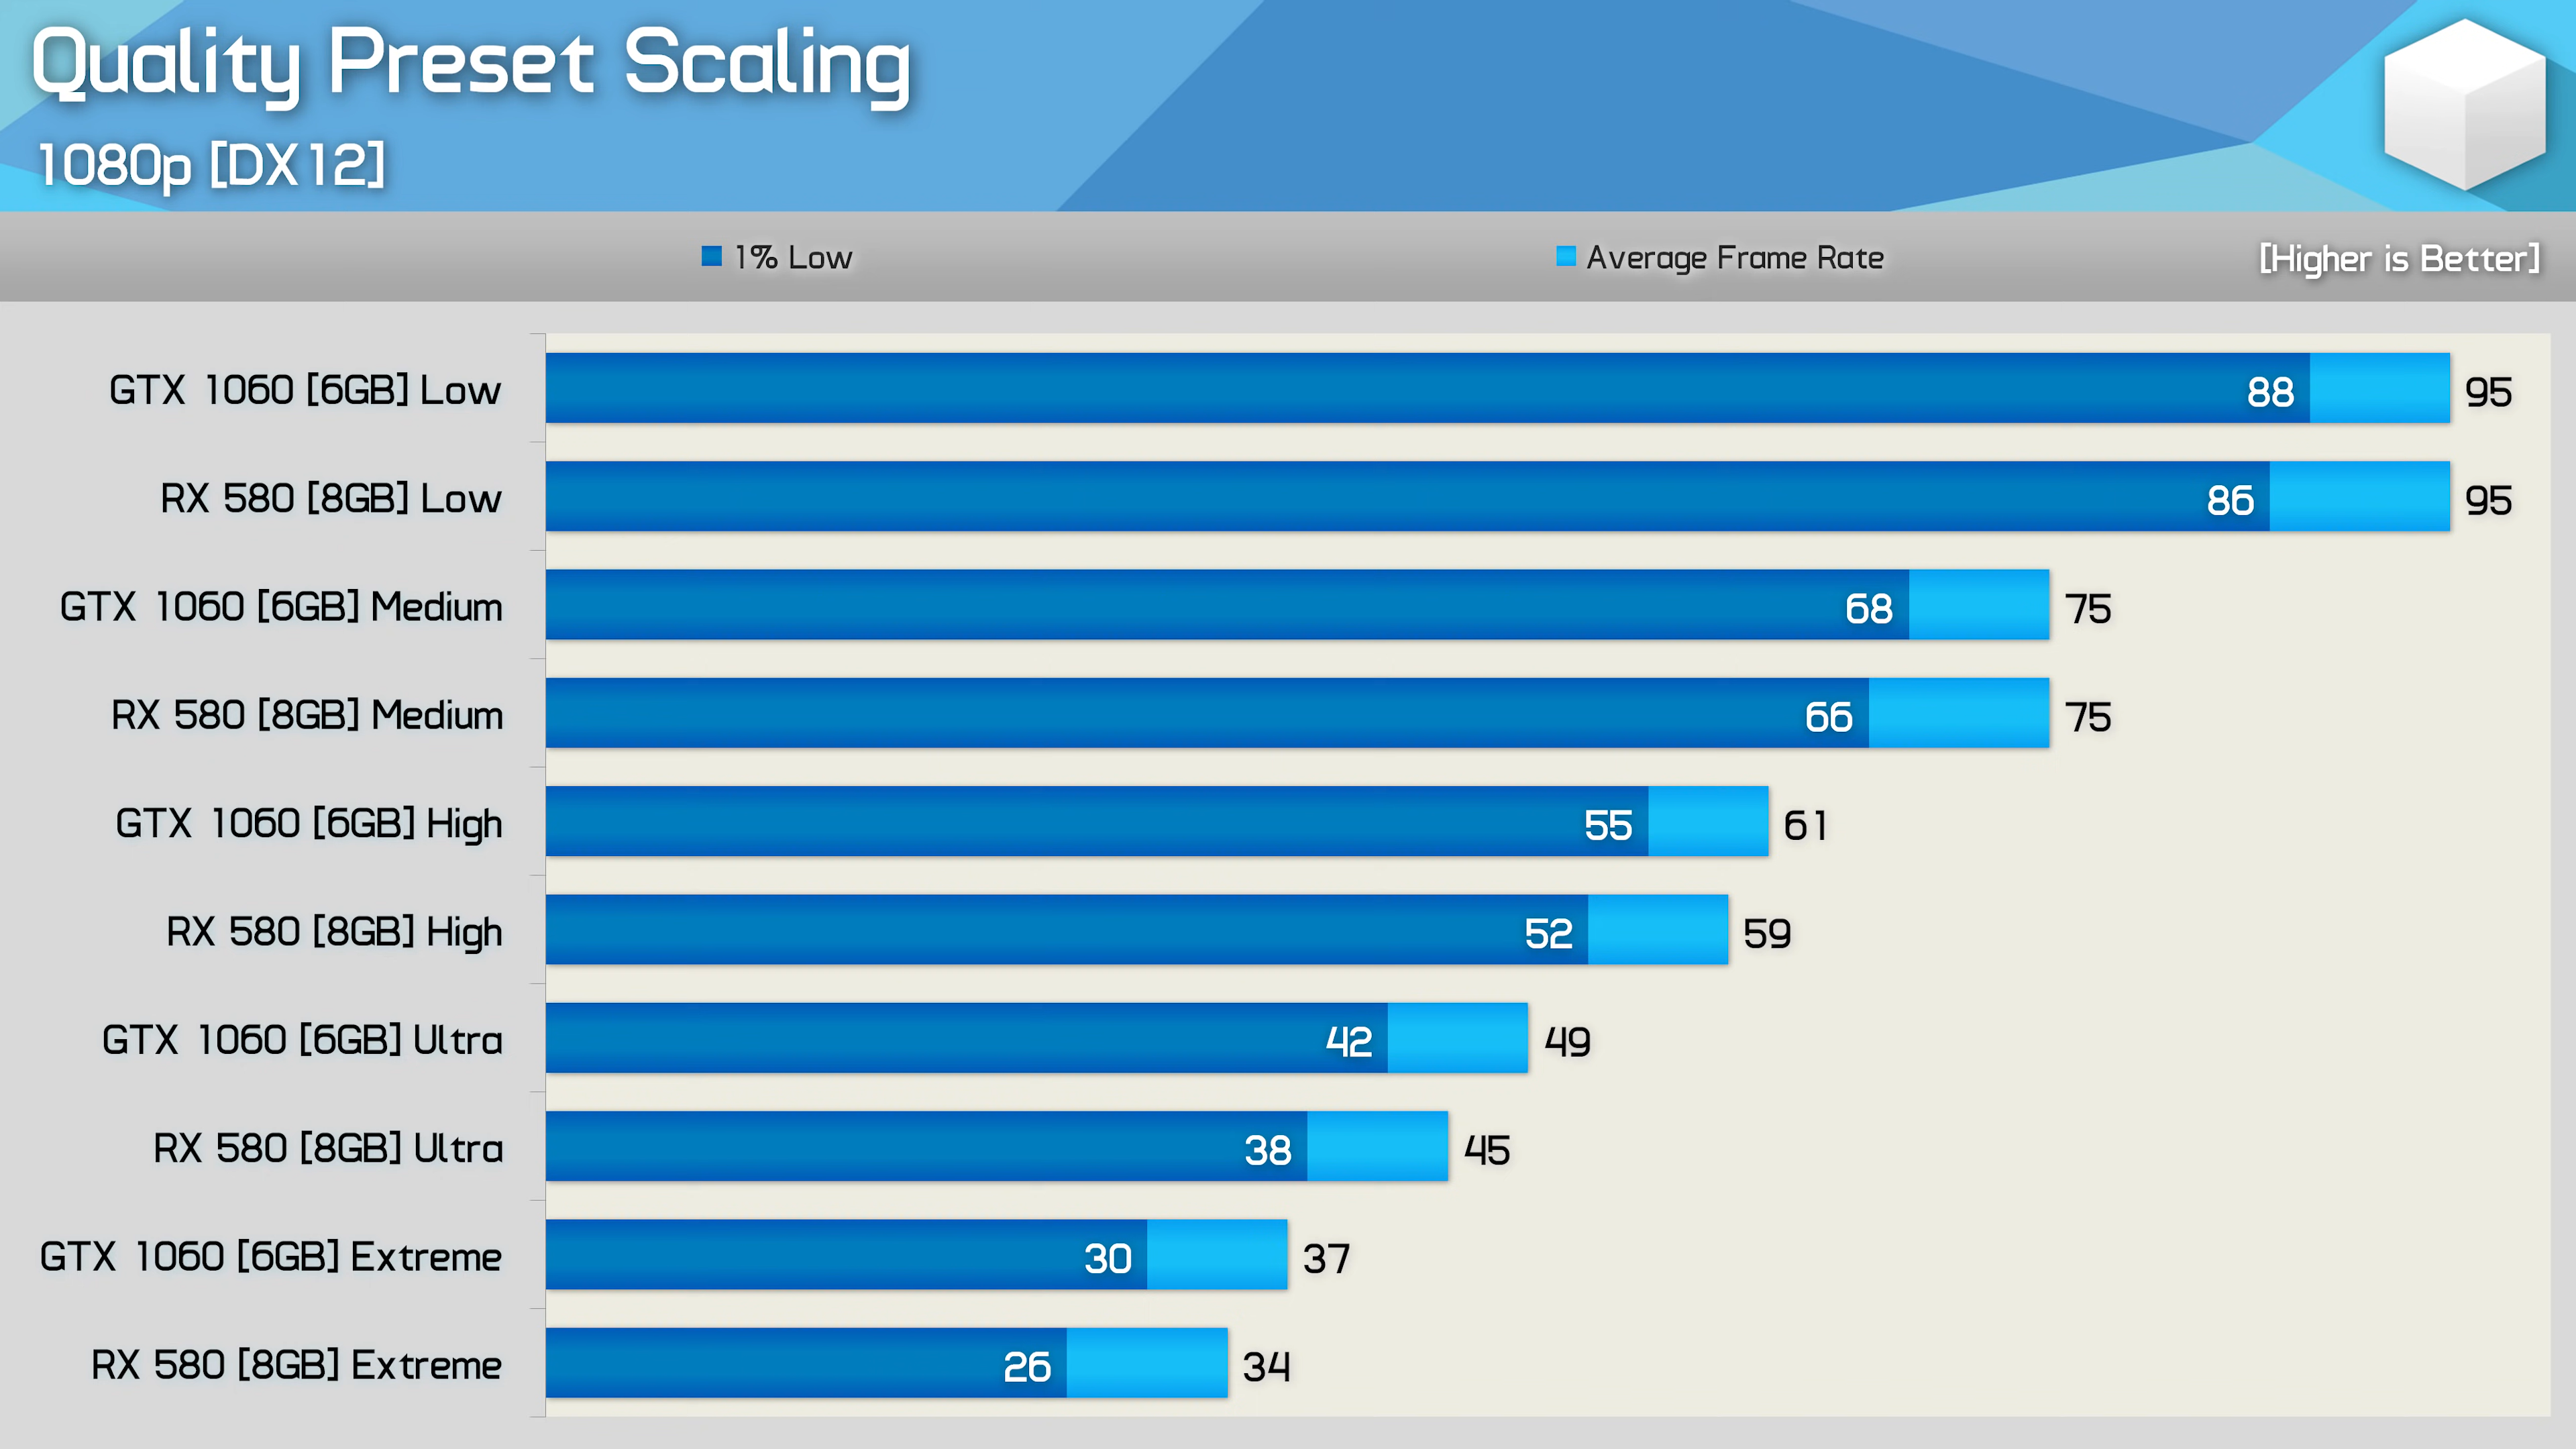 Quality Preset Scaling
1080p [DX12]
1% Low
Average Frame Rate
[Higher is Better]
GTX 1060 [6GB] Low 88 95
RX 580 [8GB] Low 86 95
GTX 1060 [6GB] Medium 68 75
RX 580 [8GB] Medium 66 75
GTX 1060 [6GB] High 55 61
RX 580 [8GB] High 52 59
GTX 1060 [6GB] Ultra 42 49
RX 580 [8GB] Ultra 38 45
GTX 1060 [6GB] Extreme 30 37
RX 580 [8GB] Extreme 26 34